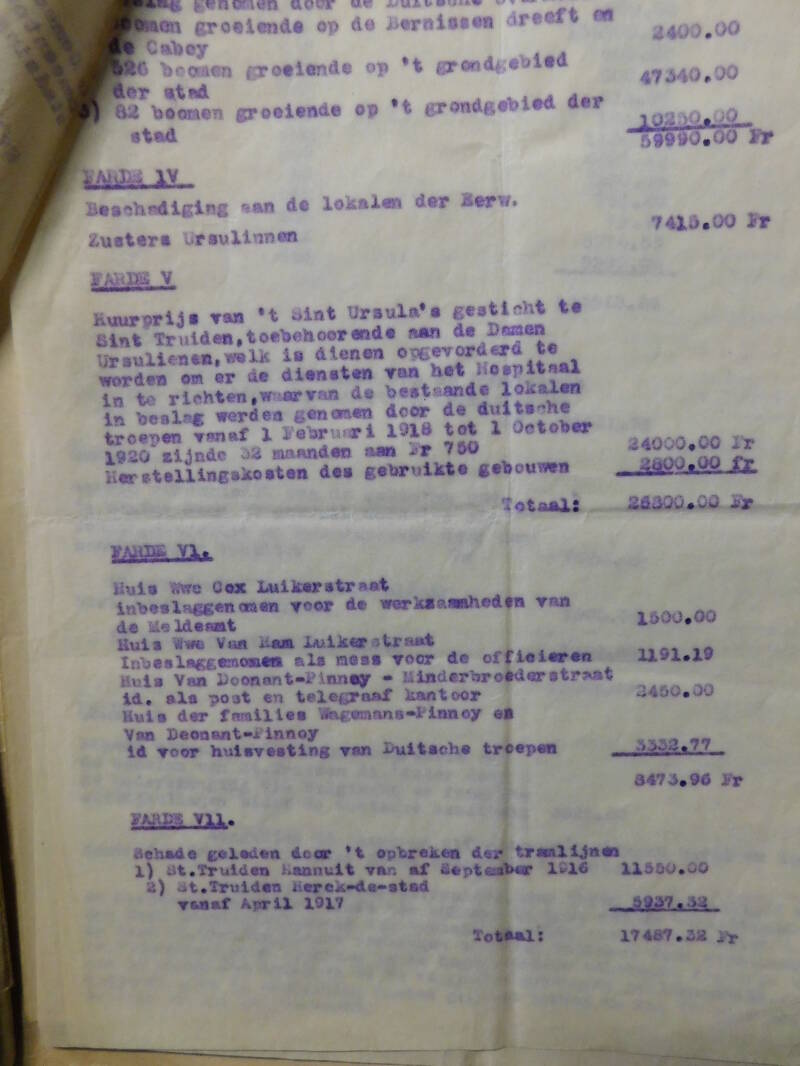 genomen door de Duitsche
boomen groeiende op de Bernissen dreeft en
de Cabey 2400.00
526 boomen groeiende op 't grondgebied
der stad 47340.00
3) 82 boomen groeiende op 't grondgebied der
stad 10250.00
59990.00 Fr
FARDE 1V
Beschadiging aan de lokalen der Eerw.
Zusters Ursulinnen 7415.00 Fr
FARDE V
Huurprijs van 't Sint Ursula's gesticht te
Sint Truiden,toebehoorende aan de Damen
Ursulienen,welk is dienen opgevorderd te
worden om er de diensten van het Hospitaal
in te richten,waarvan de bestaande lokalen
in beslag werden genomen door de duitsche
troepen vanaf 1 Februari 1918 tot 1 October
1920 zijnde 32 maanden aan Fr 750 24000.00 Fr
Herstellingskosten des gebruikte gebouwen 2800.00 fr
Totaal: 26800.00 Fr
FARDE V1.
Huis Wwe Cox Luikerstraat
inbeslaggenomen voor de werkzaamheden van
de Meldeamt 1500.00
Huis Wwe Van Ham Luikerstraat
Inbeslaggenomen als mess voor de officieren 1191.19
Huis Van Doonant-Pinnoy - Minderbroederstraat
id. als post en telegraaf kantoor 2450.00
Huis der families Wagemans-Pinnoy en
Van Deonant-Pinnoy
id voor huisvesting van Duitsche troepen 3332.77
8473.96 Fr
FARDE V11.
Schade geleden door 't opbreken der tramlijnen
1) St.Truiden Hannuit van af September 1916 11550.00
2) St.Truiden Herck-de-stad
vanaf April 1917 5937.32
Totaal: 17487.32 Fr